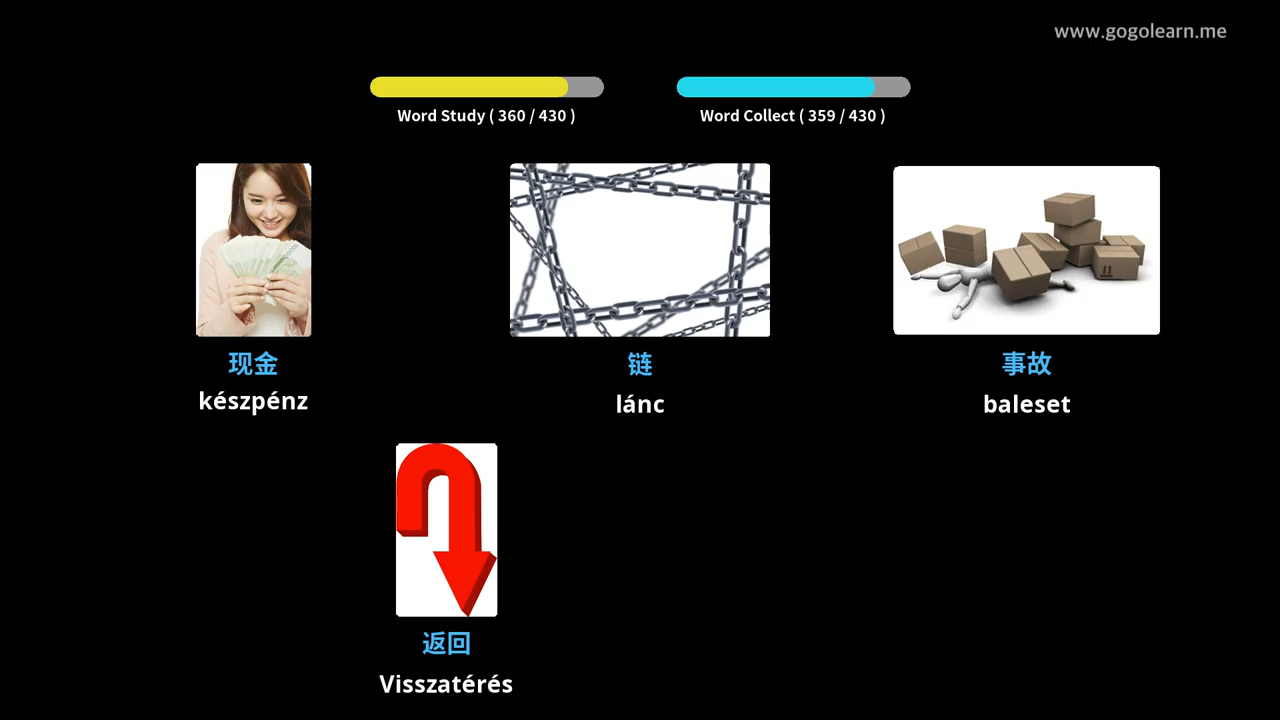 www.gogolearn.me
Word Study ( 360 / 430 )
Word Collect ( 359 / 430 )
现金
链
事故
készpénz
lánc
baleset
返回
Visszatérés